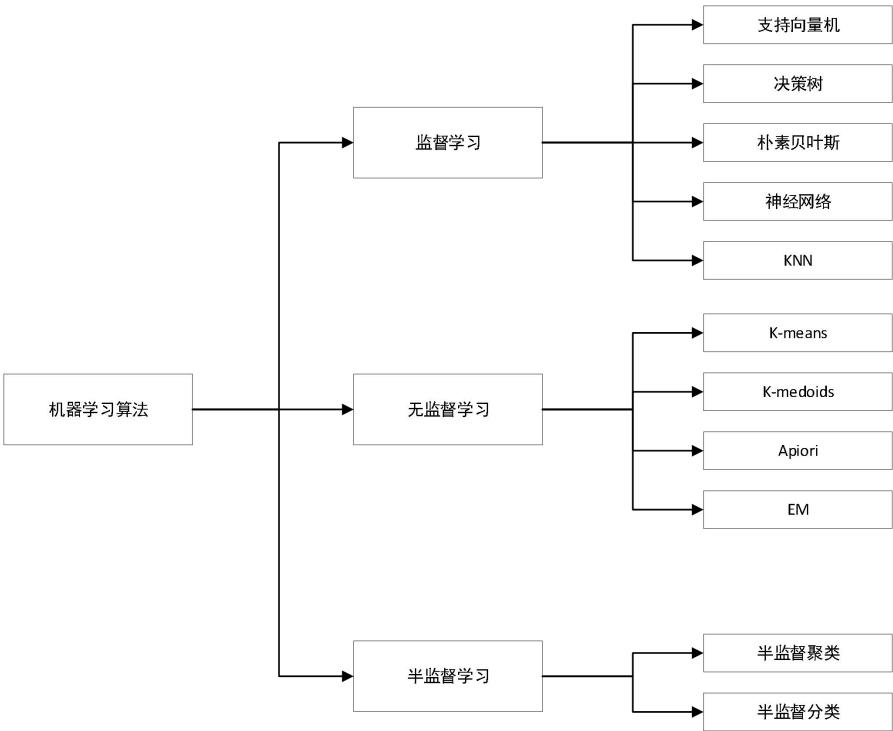 机器学习算法
监督学习
支持向量机
决策树
朴素贝叶斯
神经网络
KNN
无监督学习
K-means
K-medoids
Apiori
EM
半监督学习
半监督聚类
半监督分类